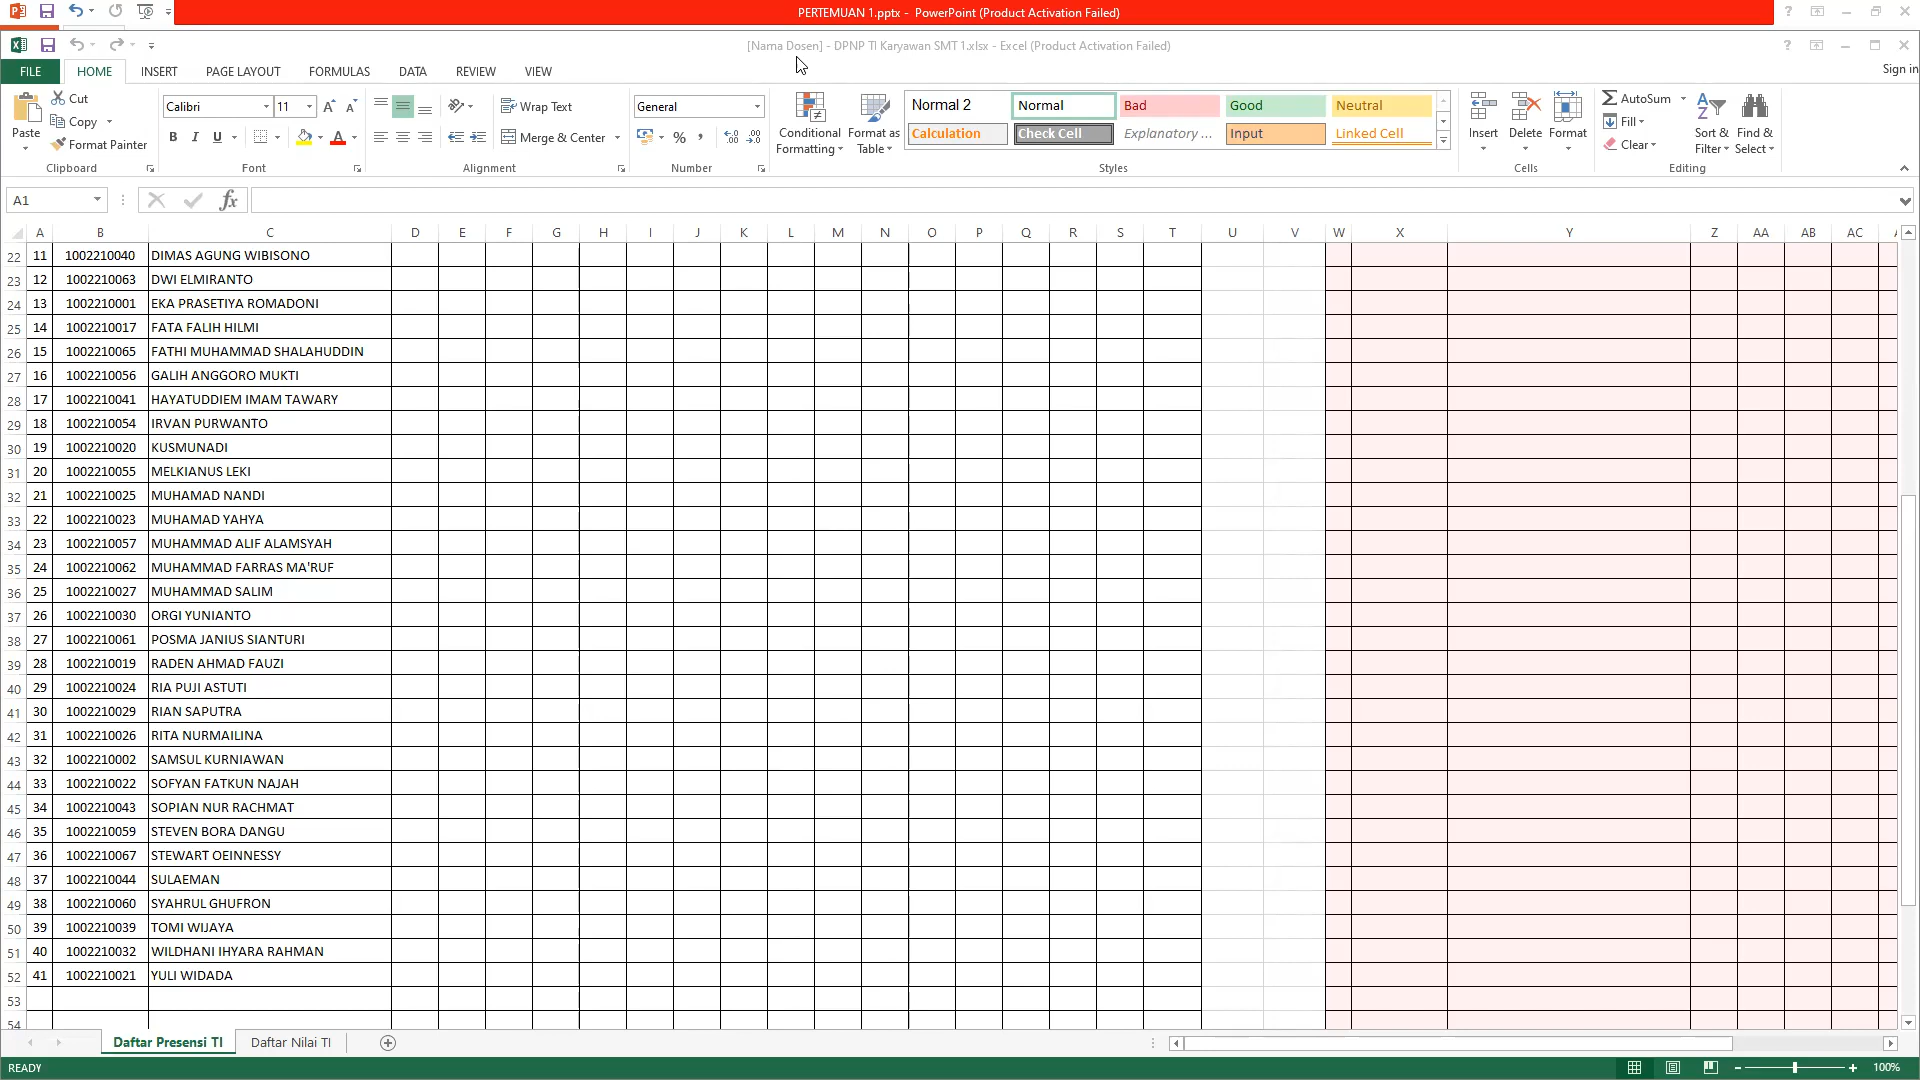 PERTEMUAN 1.pptx - PowerPoint (Product Activation Failed)
[Nama Dosen] - DPNP TI Karyawan SMT 1.xlsx - Excel (Product Activation Failed)
FILE HOME INSERT PAGE LAYOUT FORMULAS DATA REVIEW VIEW Sign in
Paste
Cut
Copy
Format Painter
Clipboard
Calibri 11
B I U
Font
Wrap Text
Merge & Center
Alignment
General
Number
Conditional Formatting
Format as Table
Normal 2 Normal Bad Good Neutral
Calculation Check Cell Explanatory ... Input Linked Cell
Styles
Insert Delete Format
Cells
AutoSum
Fill
Clear
Sort & Filter
Find & Select
Editing
A1
fx
A B C D E F G H I J K L M N O P Q R S T U V W X Y Z AA AB AC
22 11 1002210040 DIMAS AGUNG WIBISONO
23 12 1002210063 DWI ELMIRANTO
24 13 1002210001 EKA PRASETIYA ROMADONI
25 14 1002210017 FATA FALIH HILMI
26 15 1002210065 FATHI MUHAMMAD SHALAHUDDIN
27 16 1002210056 GALIH ANGGORO MUKTI
28 17 1002210041 HAYATUDDIEM IMAM TAWARY
29 18 1002210054 IRVAN PURWANTO
30 19 1002210020 KUSMUNADI
31 20 1002210055 MELKIANUS LEKI
32 21 1002210025 MUHAMAD NANDI
33 22 1002210023 MUHAMAD YAHYA
34 23 1002210057 MUHAMMAD ALIF ALAMSYAH
35 24 1002210062 MUHAMMAD FARRAS MA'RUF
36 25 1002210027 MUHAMMAD SALIM
37 26 1002210030 ORGI YUNIANTO
38 27 1002210061 POSMA JANIUS SIANTURI
39 28 1002210019 RADEN AHMAD FAUZI
40 29 1002210024 RIA PUJI ASTUTI
41 30 1002210029 RIAN SAPUTRA
42 31 1002210026 RITA NURMAILINA
43 32 1002210002 SAMSUL KURNIAWAN
44 33 1002210022 SOFYAN FATKUN NAJAH
45 34 1002210043 SOPIAN NUR RACHMAT
46 35 1002210059 STEVEN BORA DANGU
47 36 1002210067 STEWART OEINNESSY
48 37 1002210044 SULAEMAN
49 38 1002210060 SYAHRUL GHUFRON
50 39 1002210039 TOMI WIJAYA
51 40 1002210032 WILDHANI IHYARA RAHMAN
52 41 1002210021 YULI WIDADA
53
54
Daftar Presensi TI Daftar Nilai TI
READY 100%